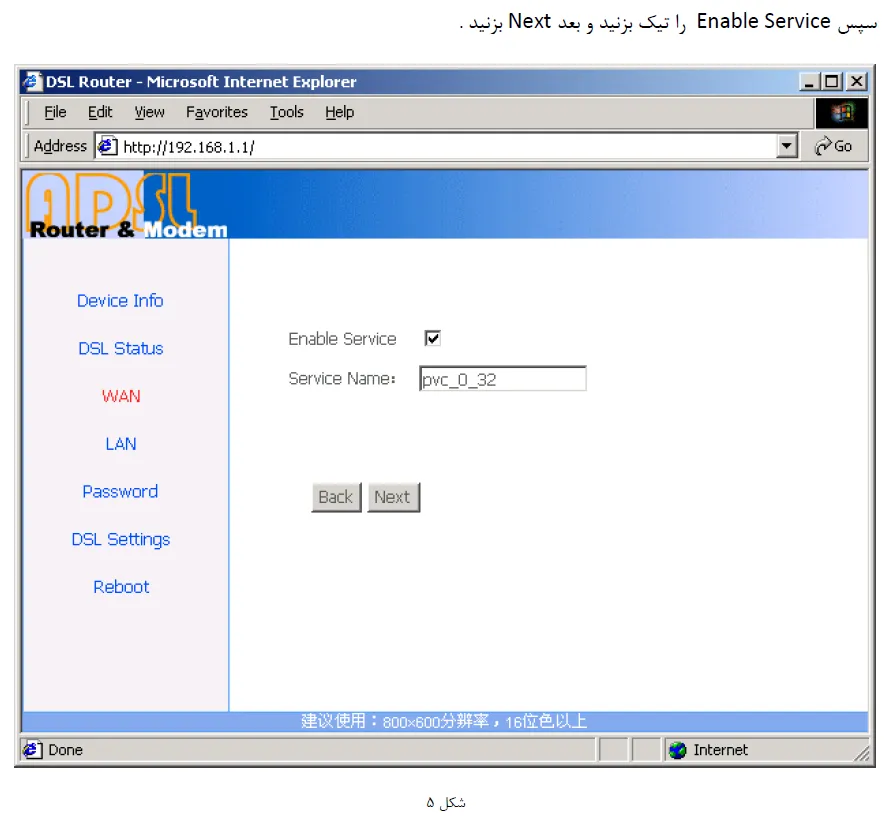 سپس Enable Service را تیک بزنید و بعد Next بزنید .
DSL Router - Microsoft Internet Explorer
File Edit View Favorites Tools Help
Address http://192.168.1.1/ Go
ADSL
Router & Modem
Device Info
DSL Status
WAN
LAN
Password
DSL Settings
Reboot
Enable Service
Service Name: pvc_0_32
Back Next
建议使用：800×600分辨率，16位色以上
Done Internet
شکل ۵